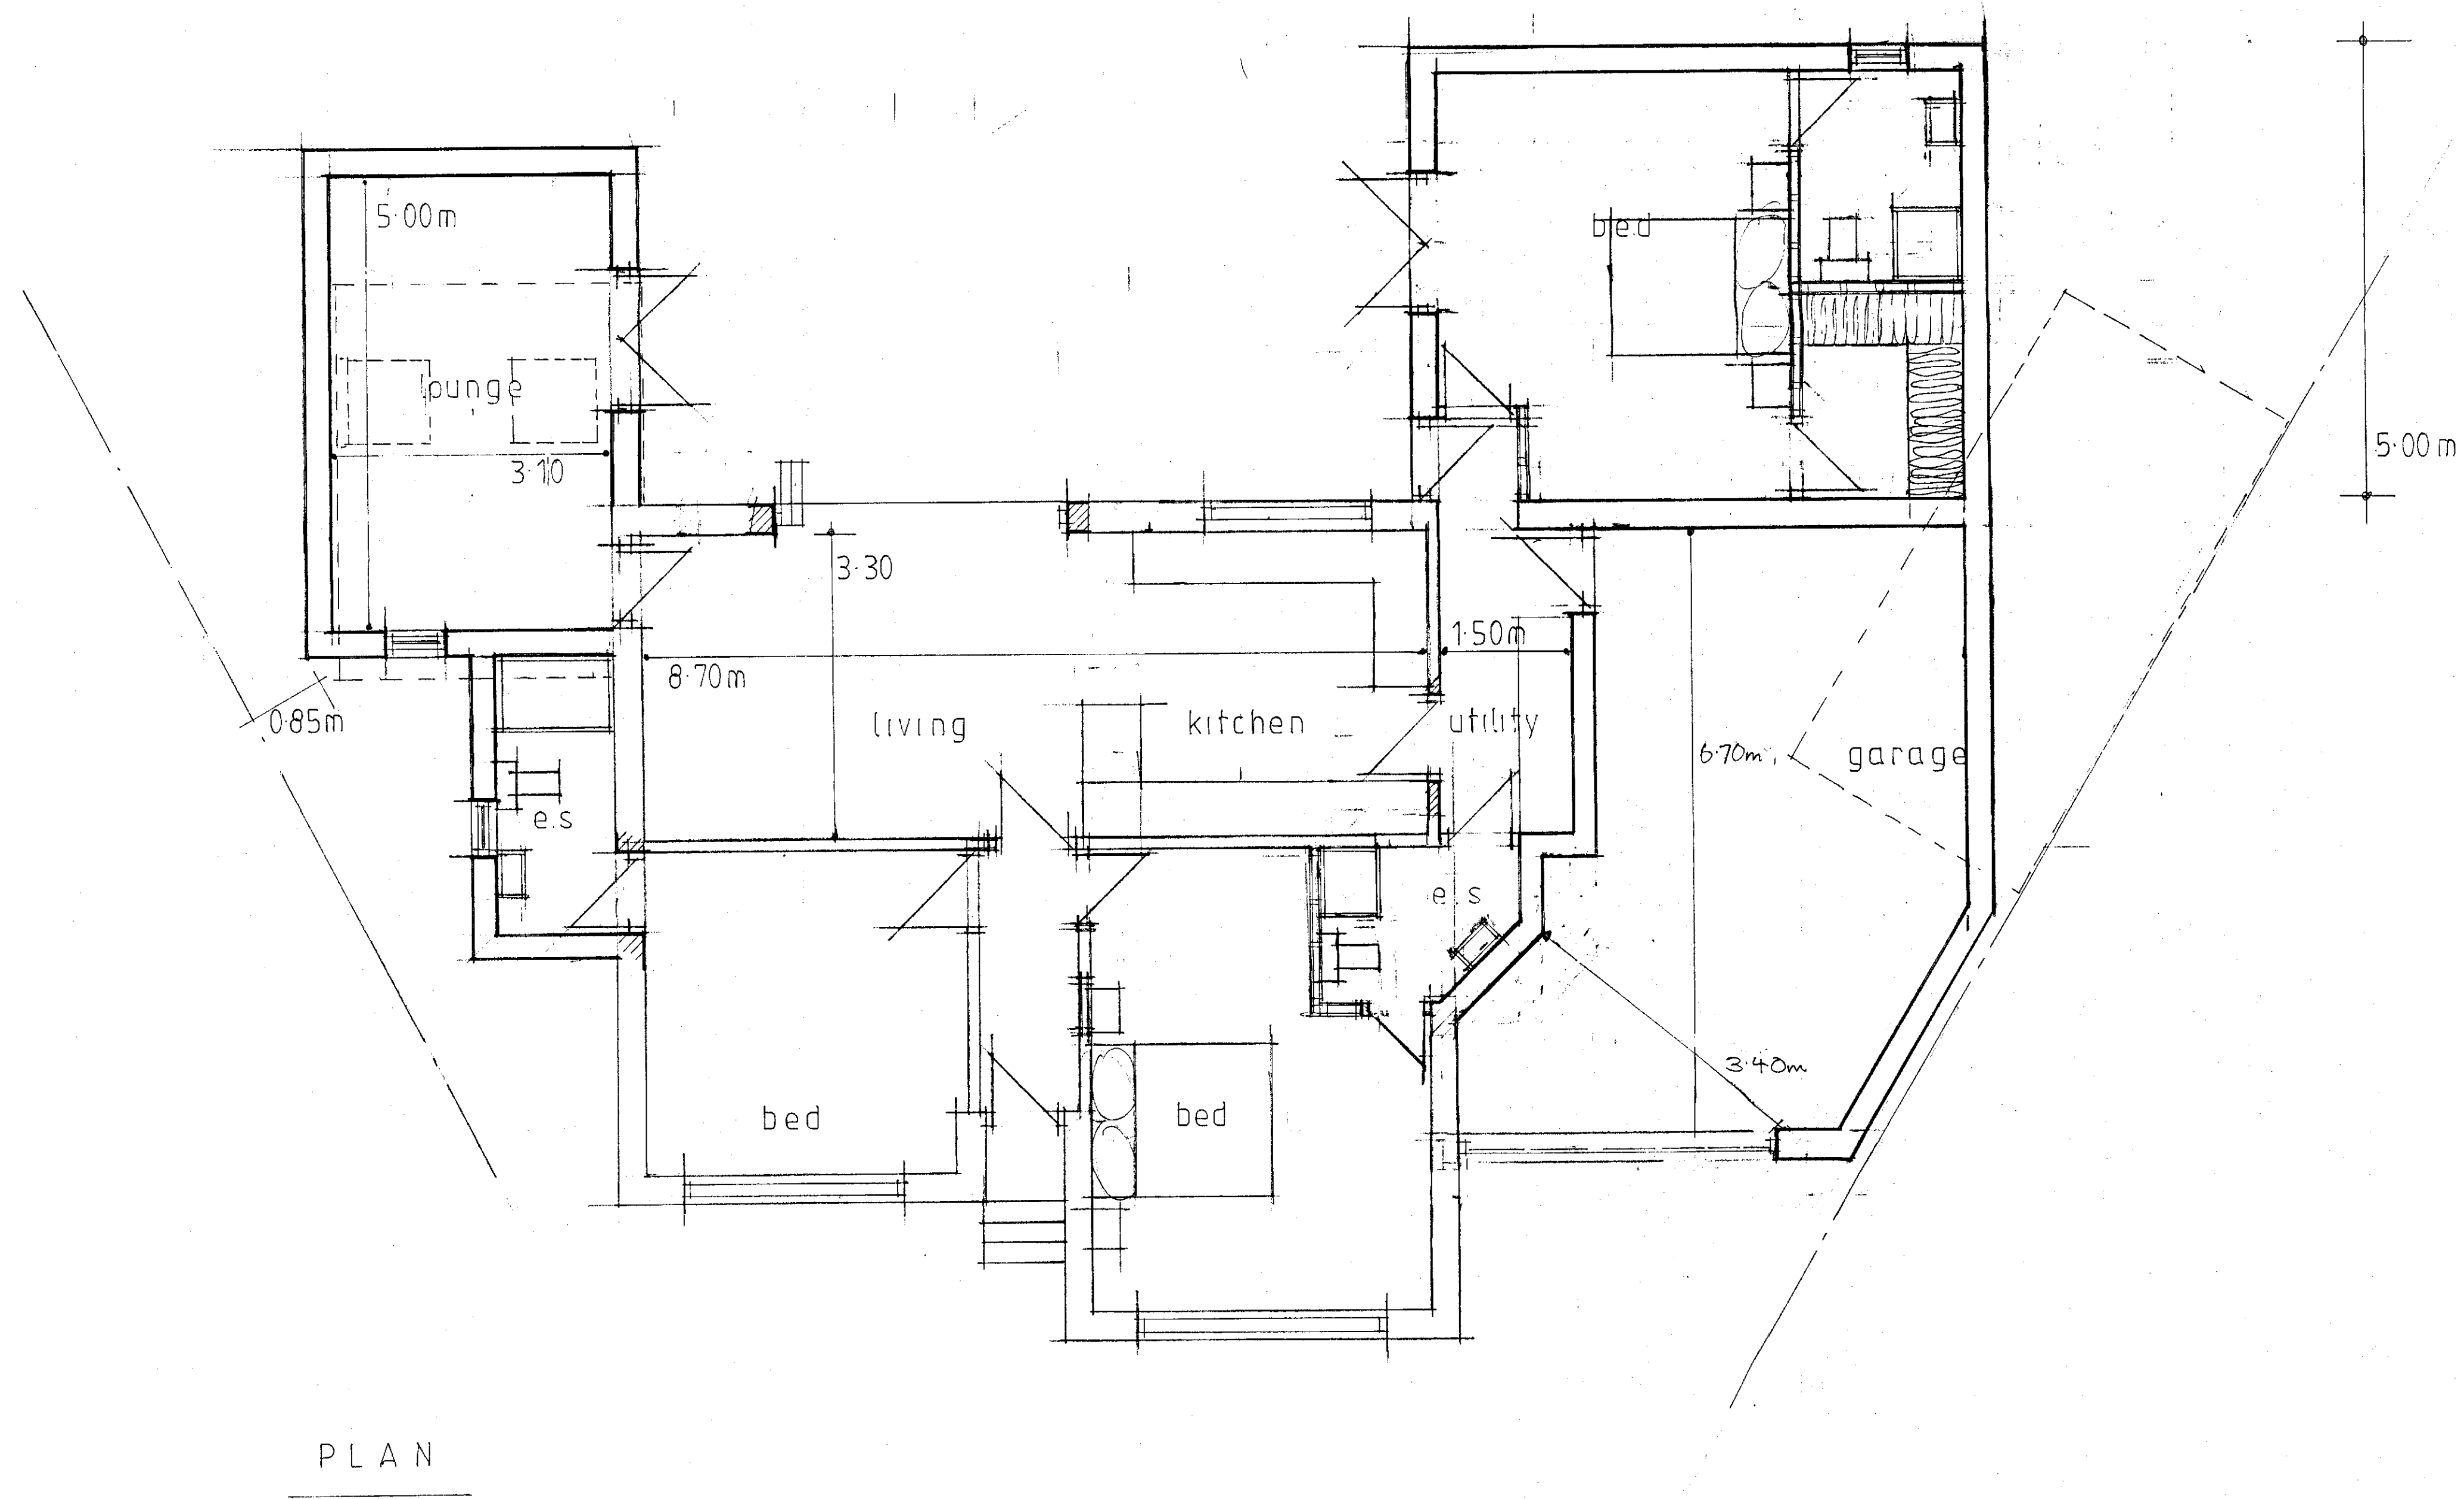 5.00m
bed
lounge
3.10
5.00m
3.30
1.50m
8.70m
0.85m
living
kitchen
utility
6.70m
garage
e.s
e.s
3.40m
bed
bed
PLAN